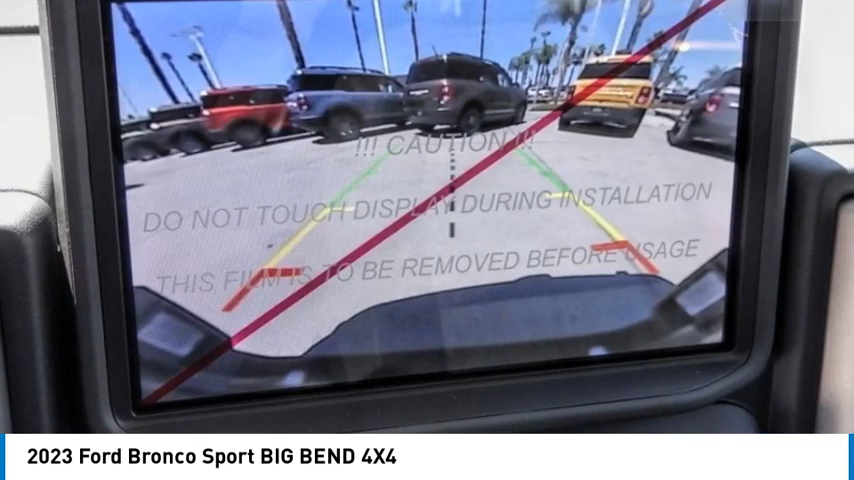 !!! CAUTION !!!
DO NOT TOUCH DISPLAY DURING INSTALLATION
THIS FILM IS TO BE REMOVED BEFORE USAGE
2023 Ford Bronco Sport BIG BEND 4X4